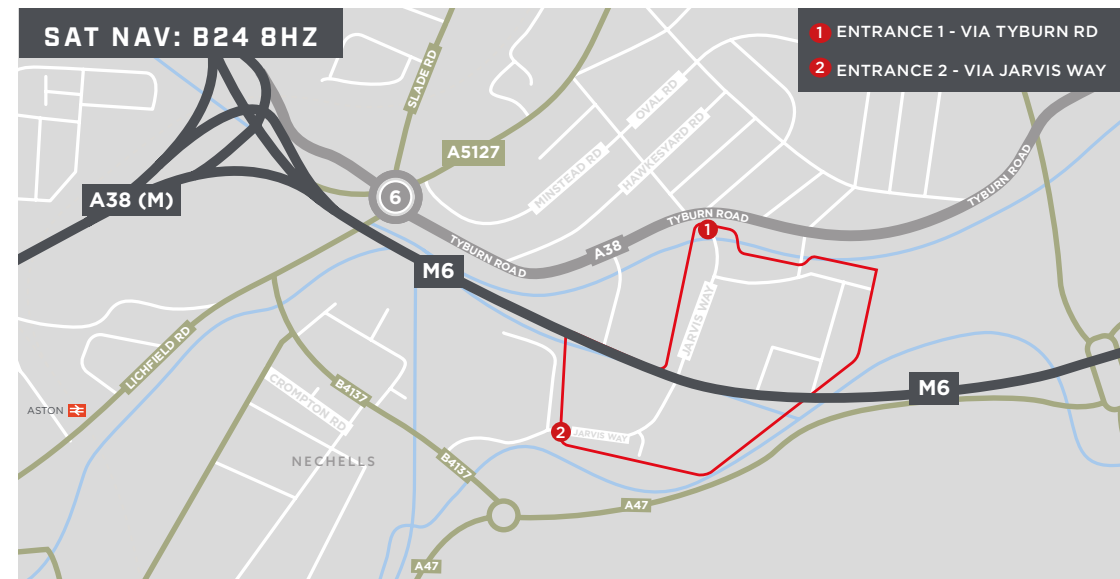 SAT NAV: B24 8HZ
1 ENTRANCE 1 - VIA TYBURN RD
2 ENTRANCE 2 - VIA JARVIS WAY
SLADE RD
OVAL RD
A5127
MINSTEAD RD
HAWKESYARD RD
A38 (M)
6
TYBURN ROAD
TYBURN ROAD
1
A38
TYBURN ROAD
M6
JARVIS WAY
LICHFIELD RD
M6
B4137
CROMPTON RD
ASTON
2
JARVIS WAY
NECHELLS
B4137
A47
A47